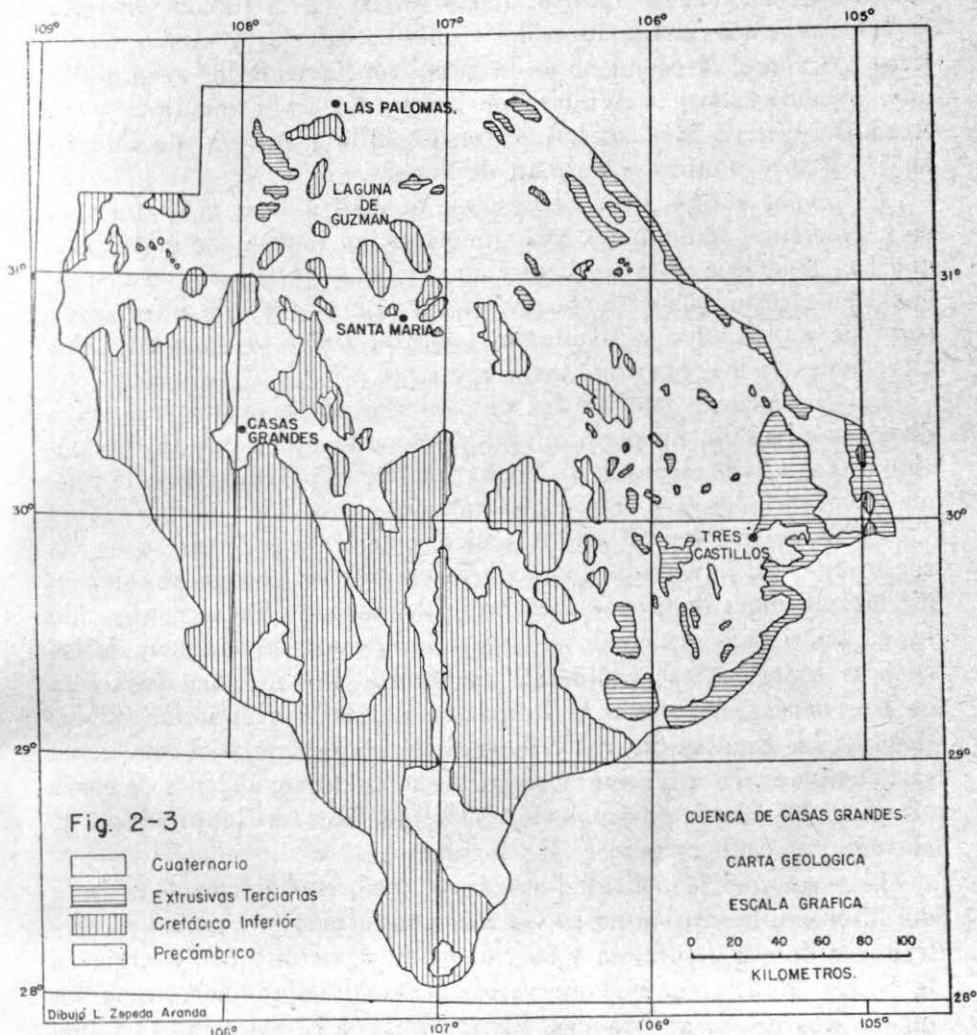 109°
108°
107°
106°
105°
LAS PALOMAS.
LAGUNA
DE
GUZMAN.
31°
31°
SANTA MARIA.
CASAS
GRANDES
30°
30°
TRES
CASTILLOS
29°
29°
Fig. 2-3
Cuaternario
Extrusivas Terciarias
Cretácico Inferior
Precámbrico
CUENCA DE CASAS GRANDES.
CARTA GEOLOGICA
ESCALA GRAFICA
0 20 40 60 80 100
KILOMETROS.
28°
28°
Dibujó L. Zepeda Aranda
108°
107°
106°
105°